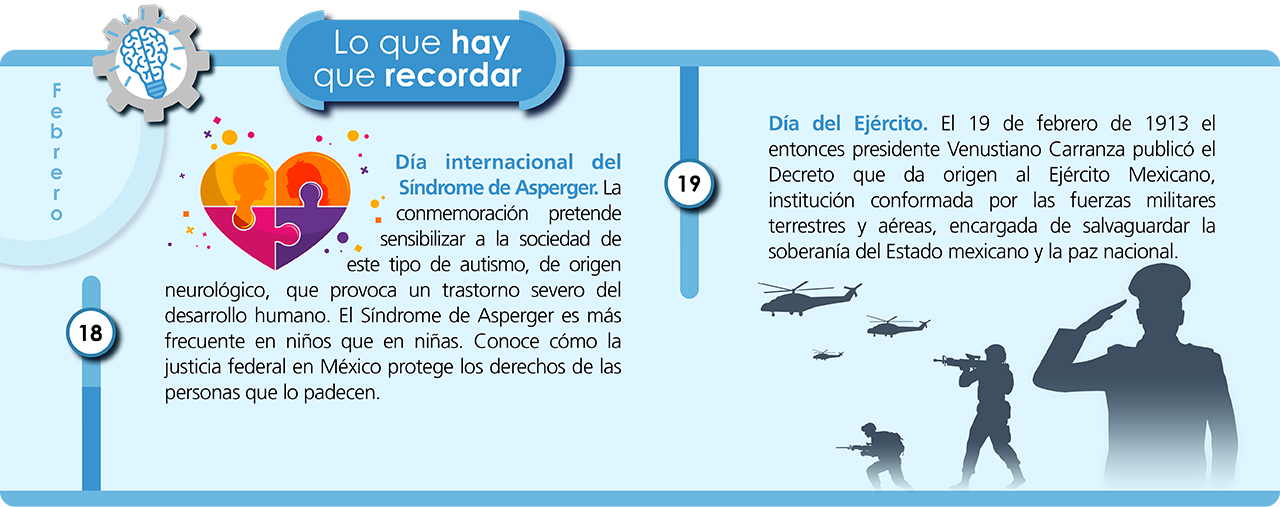 Lo que hay
que recordar
Febrero
18
Día internacional del
Síndrome de Asperger. La
conmemoración pretende
sensibilizar a la sociedad de
este tipo de autismo, de origen
neurológico, que provoca un trastorno severo del
desarrollo humano. El Síndrome de Asperger es más
frecuente en niños que en niñas. Conoce cómo la
justicia federal en México protege los derechos de las
personas que lo padecen.
19
Día del Ejército. El 19 de febrero de 1913 el
entonces presidente Venustiano Carranza publicó el
Decreto que da origen al Ejército Mexicano,
institución conformada por las fuerzas militares
terrestres y aéreas, encargada de salvaguardar la
soberanía del Estado mexicano y la paz nacional.